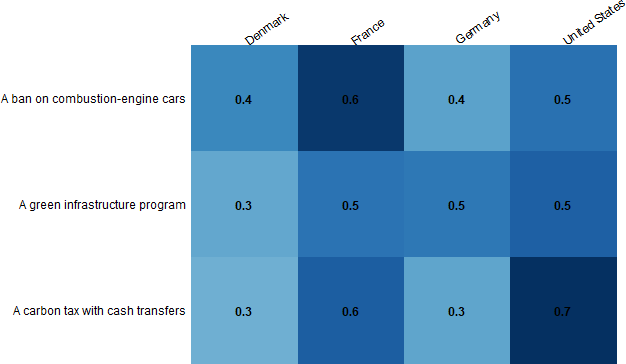 Denmark France Germany United States
A ban on combustion-engine cars 0.4 0.6 0.4 0.5
A green infrastructure program 0.3 0.5 0.5 0.5
A carbon tax with cash transfers 0.3 0.6 0.3 0.7